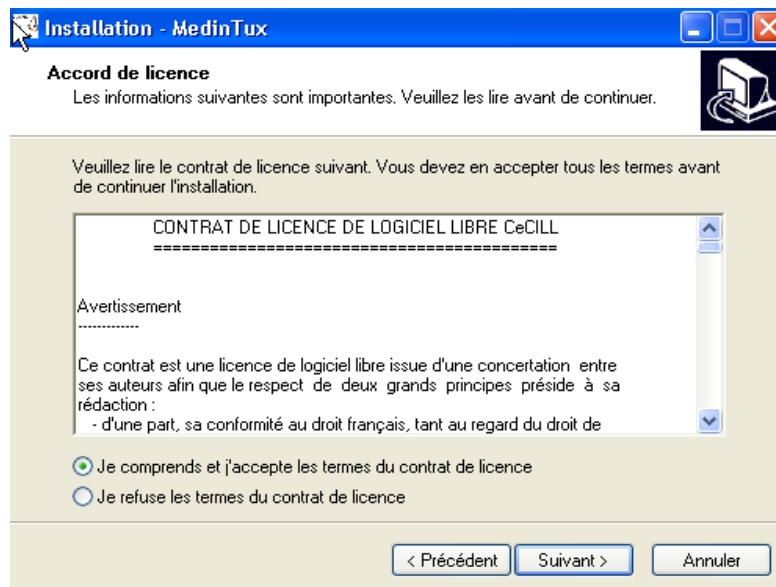 Installation - MedinTux
Accord de licence
Les informations suivantes sont importantes. Veuillez les lire avant de continuer.
Veuillez lire le contrat de licence suivant. Vous devez en accepter tous les termes avant
de continuer l'installation.
CONTRAT DE LICENCE DE LOGICIEL LIBRE CeCILL
===========================================
Avertissement
-------------
Ce contrat est une licence de logiciel libre issue d'une concertation entre
ses auteurs afin que le respect de deux grands principes préside à sa
rédaction :
- d'une part, sa conformité au droit français, tant au regard du droit de
Je comprends et j'accepte les termes du contrat de licence
Je refuse les termes du contrat de licence
< Précédent Suivant > Annuler